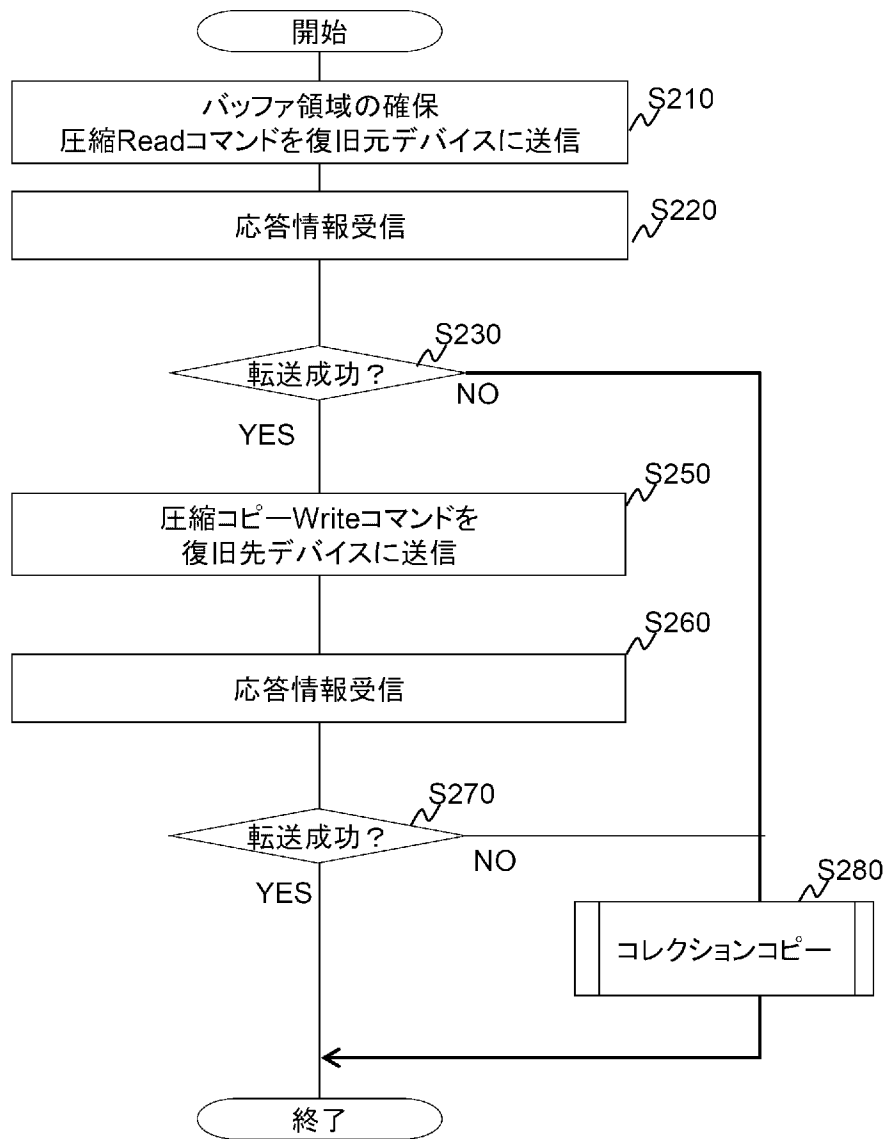 開始
バッファ領域の確保
圧縮Readコマンドを復旧元デバイスに送信
S210
応答情報受信
S220
S230
転送成功？
NO
YES
S250
圧縮コピーWriteコマンドを
復旧先デバイスに送信
S260
応答情報受信
S270
転送成功？
NO
YES
S280
コレクションコピー
終了